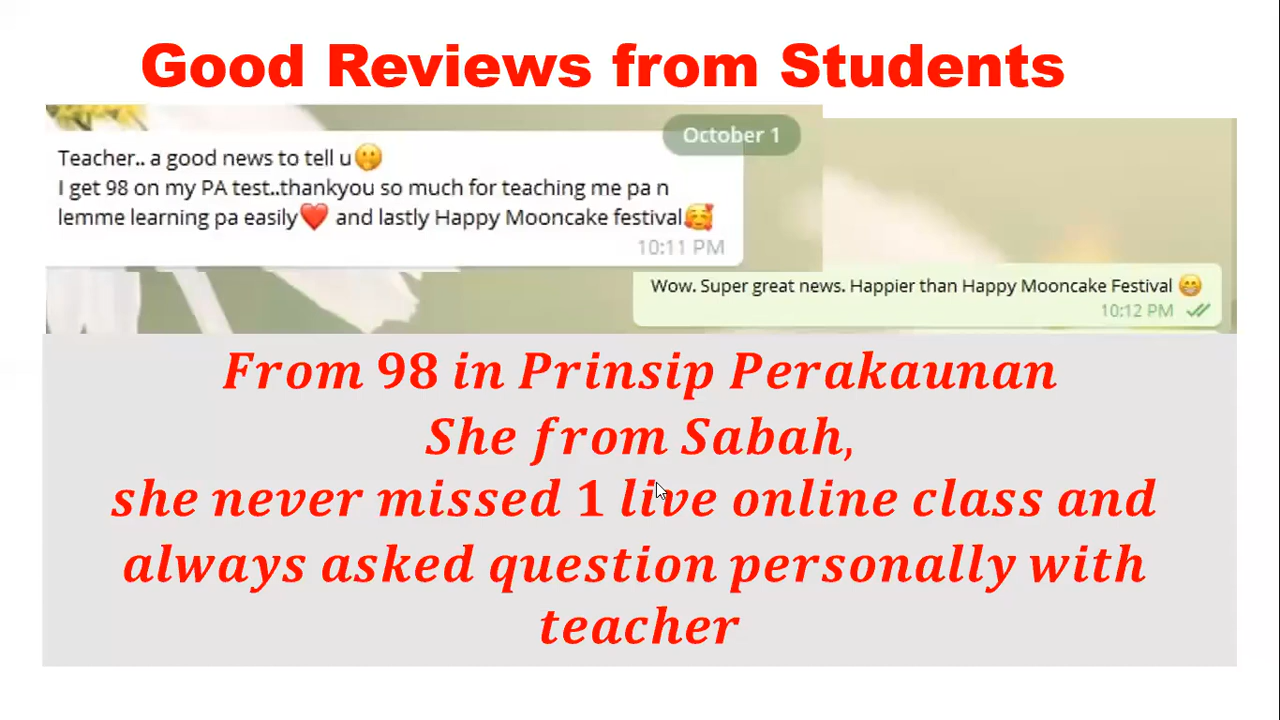 Good Reviews from Students
October 1
Teacher.. a good news to tell u🤫
I get 98 on my PA test..thankyou so much for teaching me pa n
lemme learning pa easily❤️ and lastly Happy Mooncake festival🥰
10:11 PM
Wow. Super great news. Happier than Happy Mooncake Festival 😁
10:12 PM
From 98 in Prinsip Perakaunan
She from Sabah,
she never missed 1 live online class and
always asked question personally with
teacher